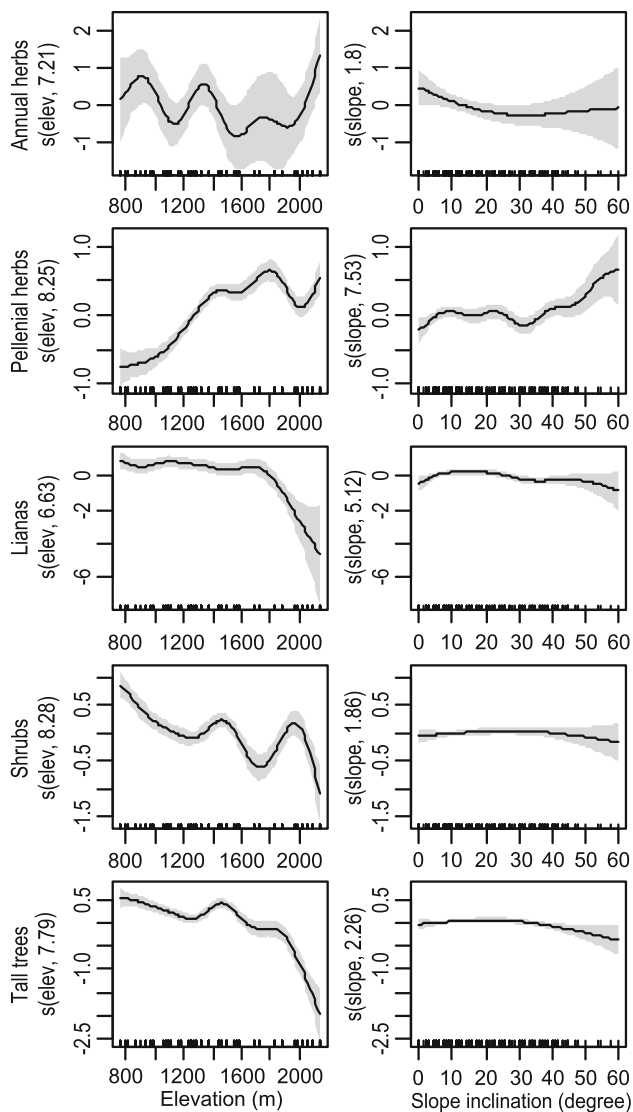 Annual herbs
s(elev, 7.21)
2
1
0
-1
800 1200 1600 2000
s(slope, 1.8)
2
1
0
-1
0 10 20 30 40 50 60
Pellenial herbs
s(elev, 8.25)
1.0
0.0
-1.0
800 1200 1600 2000
s(slope, 7.53)
1.0
0.0
-1.0
0 10 20 30 40 50 60
Lianas
s(elev, 6.63)
0
-2
-6
800 1200 1600 2000
s(slope, 5.12)
0
-2
-6
0 10 20 30 40 50 60
Shrubs
s(elev, 8.28)
0.5
-0.5
-1.5
800 1200 1600 2000
s(slope, 1.86)
0.5
-0.5
-1.5
0 10 20 30 40 50 60
Tall trees
s(elev, 7.79)
0.5
-1.0
-2.5
800 1200 1600 2000
Elevation (m)
s(slope, 2.26)
0.5
-1.0
-2.5
0 10 20 30 40 50 60
Slope inclination (degree)